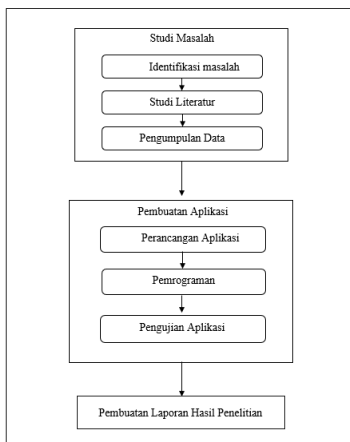 Studi Masalah
Identifikasi masalah
Studi Literatur
Pengumpulan Data
Pembuatan Aplikasi
Perancangan Aplikasi
Pemrograman
Pengujian Aplikasi
Pembuatan Laporan Hasil Penelitian